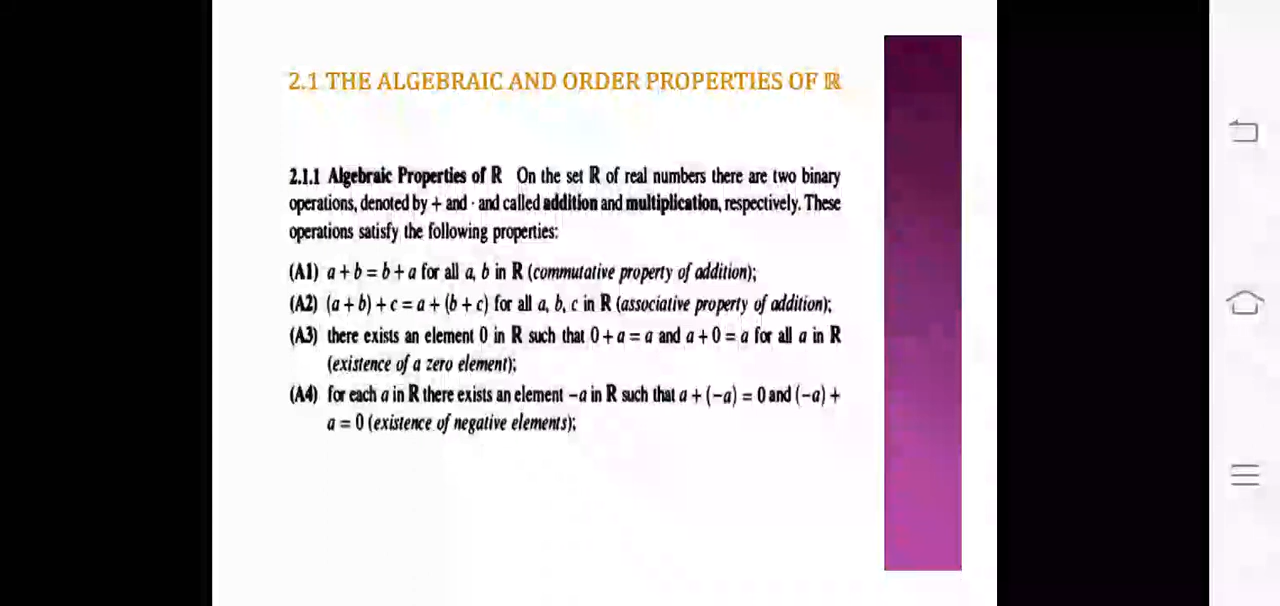 2.1 THE ALGEBRAIC AND ORDER PROPERTIES OF ℝ
2.1.1 Algebraic Properties of R On the set R of real numbers there are two binary
operations, denoted by + and · and called addition and multiplication, respectively. These
operations satisfy the following properties:
(A1) a + b = b + a for all a, b in R (commutative property of addition);
(A2) (a + b) + c = a + (b + c) for all a, b, c in R (associative property of addition);
(A3) there exists an element 0 in R such that 0 + a = a and a + 0 = a for all a in R
(existence of a zero element);
(A4) for each a in R there exists an element −a in R such that a + (−a) = 0 and (−a) +
a = 0 (existence of negative elements);